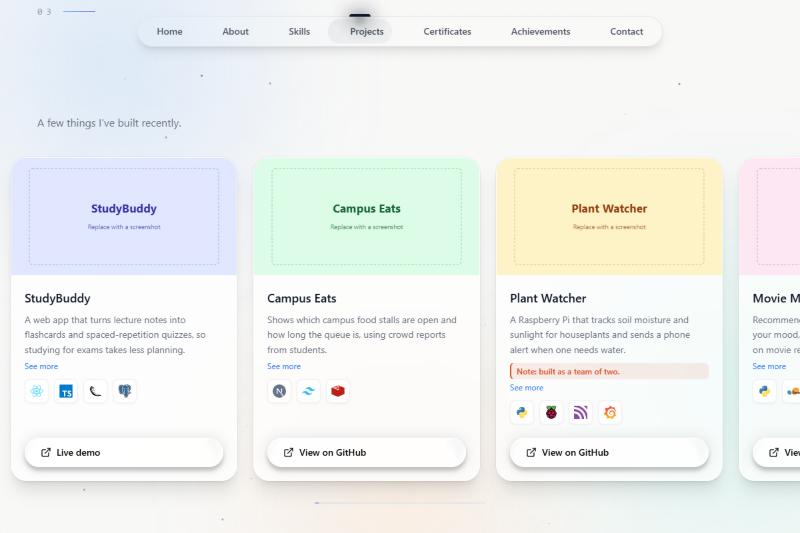 03
Home About Skills Projects Certificates Achievements Contact
A few things I've built recently.
StudyBuddy
Replace with a screenshot
StudyBuddy
A web app that turns lecture notes into
flashcards and spaced-repetition quizzes, so
studying for exams takes less planning.
See more
TS
Live demo
Campus Eats
Replace with a screenshot
Campus Eats
Shows which campus food stalls are open and
how long the queue is, using crowd reports
from students.
See more
N
View on GitHub
Plant Watcher
Replace with a screenshot
Plant Watcher
A Raspberry Pi that tracks soil moisture and
sunlight for houseplants and sends a phone
alert when one needs water.
Note: built as a team of two.
See more
View on GitHub
Movie M
Recommen
your mood,
on movie re
See more
View